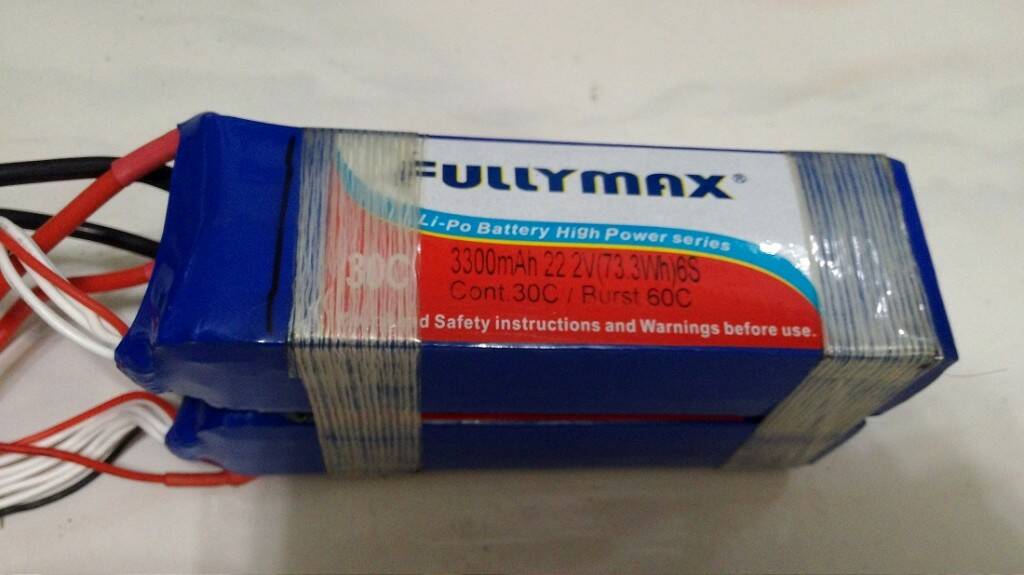 FULLYMAX®
Li-Po Battery High Power series
30C
3300mAh 22.2V(73.3Wh)6S
Cont.30C / Burst 60C
d Safety instructions and Warnings before use.